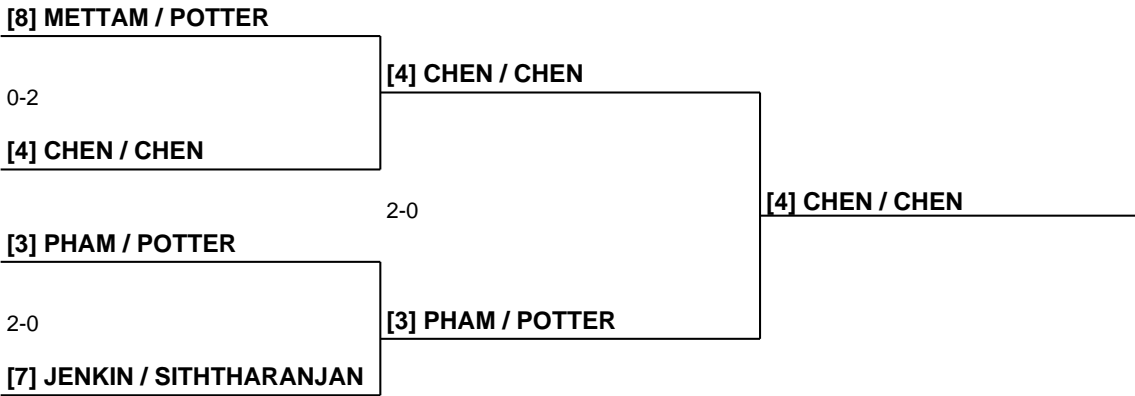 [8] METTAM / POTTER
[4] CHEN / CHEN
0-2
[4] CHEN / CHEN
[4] CHEN / CHEN
2-0
[3] PHAM / POTTER
[3] PHAM / POTTER
2-0
[7] JENKIN / SITHTHARANJAN